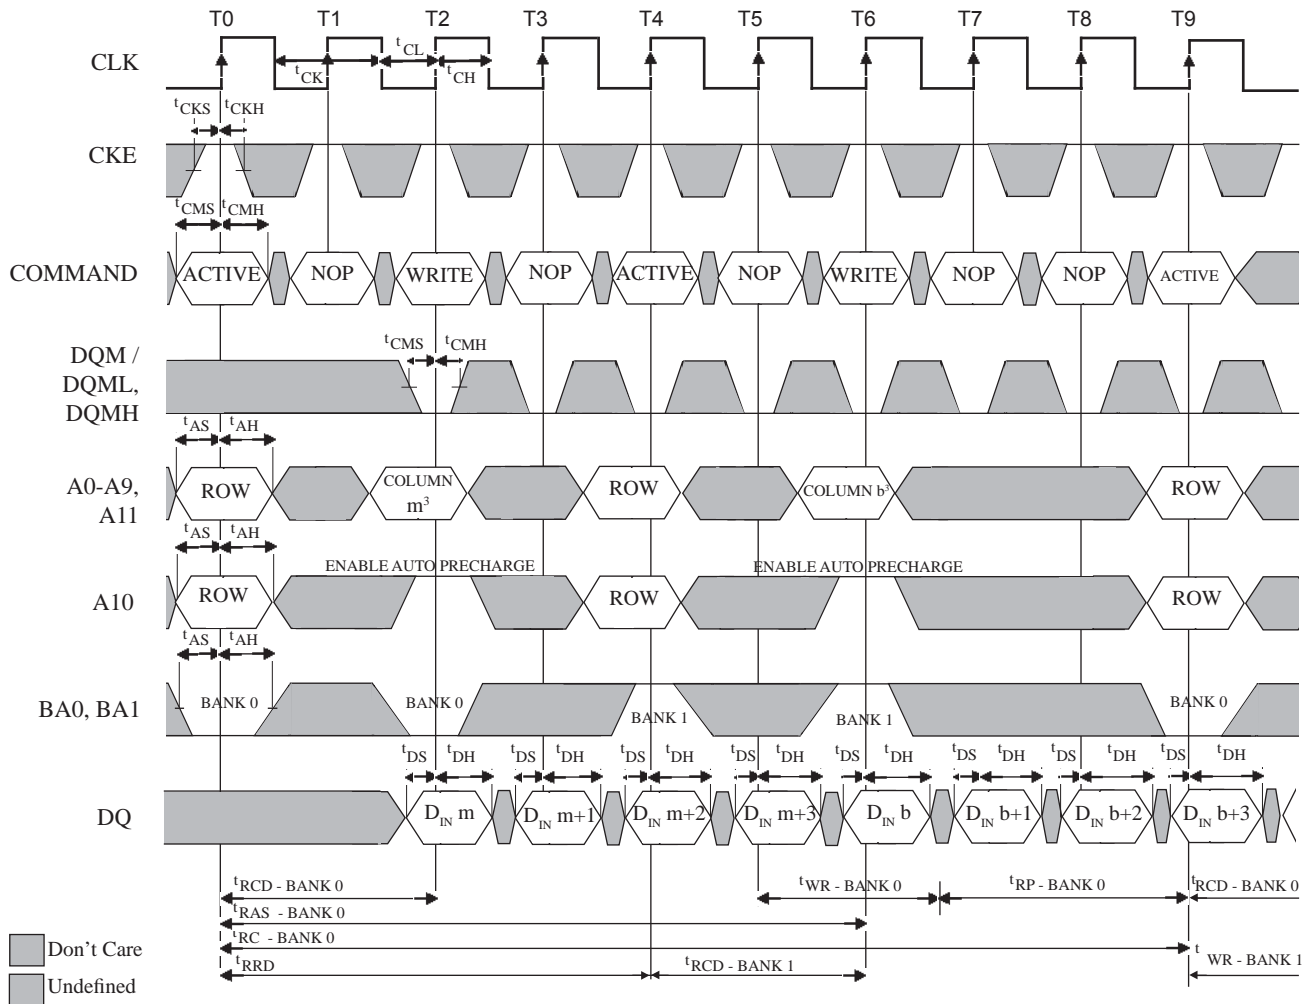 T0 T1 T2 T3 T4 T5 T6 T7 T8 T9
CLK
tCK tCL tCH
tCKS tCKH
CKE
tCMS tCMH
COMMAND ACTIVE NOP WRITE NOP ACTIVE NOP WRITE NOP NOP ACTIVE
tCMS tCMH
DQM /
DQML,
DQMH
tAS tAH
A0-A9,
A11
ROW COLUMN m³ ROW COLUMN b³ ROW
tAS tAH
ENABLE AUTO PRECHARGE ENABLE AUTO PRECHARGE
A10 ROW ROW ROW
tAS tAH
BA0, BA1 BANK 0 BANK 0 BANK 1 BANK 1 BANK 0
tDS tDH tDS tDH tDS tDH tDS tDH tDS tDH tDS tDH tDS tDH tDS tDH
DQ DIN m DIN m+1 DIN m+2 DIN m+3 DIN b DIN b+1 DIN b+2 DIN b+3
tRCD - BANK 0 tWR - BANK 0 tRP - BANK 0 tRCD - BANK 0
tRAS - BANK 0
tRC - BANK 0
tRRD tRCD - BANK 1 tWR - BANK 1
Don't Care
Undefined